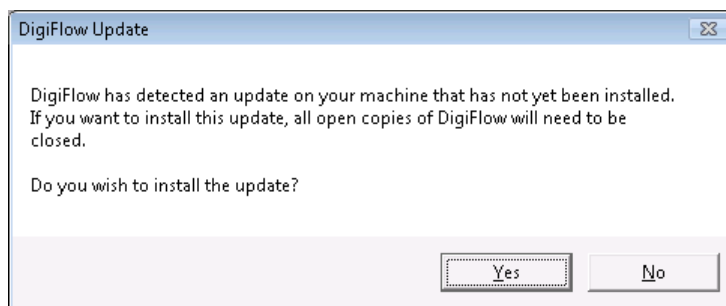 DigiFlow Update
DigiFlow has detected an update on your machine that has not yet been installed.
If you want to install this update, all open copies of DigiFlow will need to be
closed.
Do you wish to install the update?
Yes
No